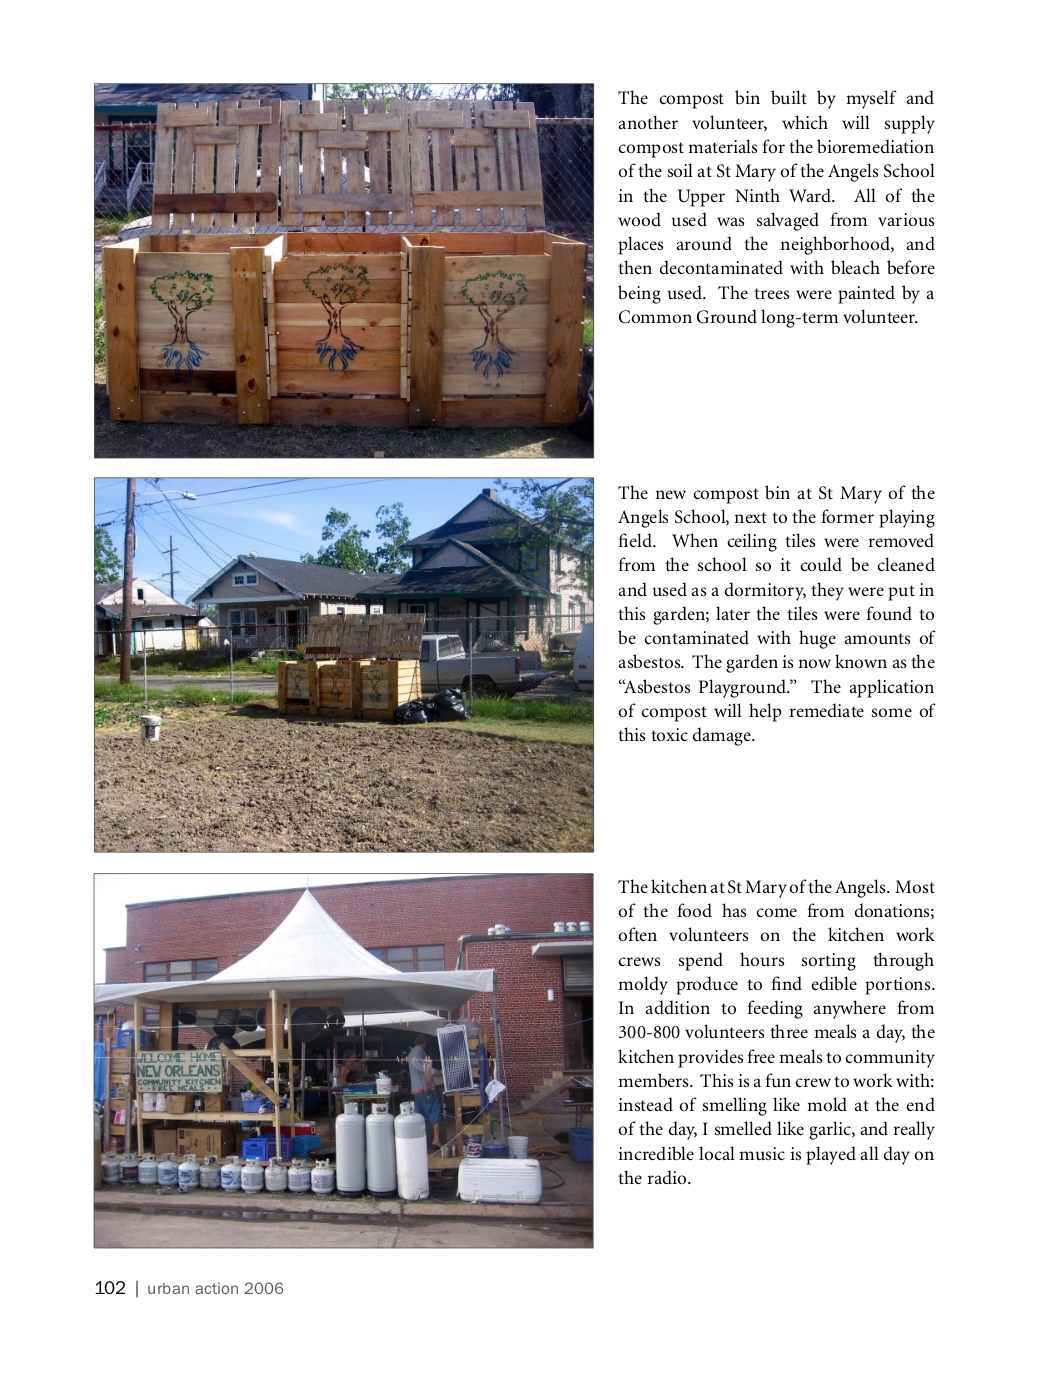 The compost bin built by myself and
another volunteer, which will supply
compost materials for the bioremediation
of the soil at St Mary of the Angels School
in the Upper Ninth Ward. All of the
wood used was salvaged from various
places around the neighborhood, and
then decontaminated with bleach before
being used. The trees were painted by a
Common Ground long-term volunteer.
The new compost bin at St Mary of the
Angels School, next to the former playing
field. When ceiling tiles were removed
from the school so it could be cleaned
and used as a dormitory, they were put in
this garden; later the tiles were found to
be contaminated with huge amounts of
asbestos. The garden is now known as the
“Asbestos Playground.” The application
of compost will help remediate some of
this toxic damage.
WELCOME HOME
NEW ORLEANS
COMMUNITY KITCHEN
FREE MEALS
The kitchen at St Mary of the Angels. Most
of the food has come from donations;
often volunteers on the kitchen work
crews spend hours sorting through
moldy produce to find edible portions.
In addition to feeding anywhere from
300-800 volunteers three meals a day, the
kitchen provides free meals to community
members. This is a fun crew to work with:
instead of smelling like mold at the end
of the day, I smelled like garlic, and really
incredible local music is played all day on
the radio.
102 | urban action 2006